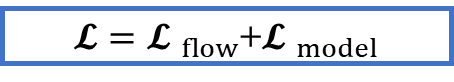 ℒ = ℒ flow+ℒ model